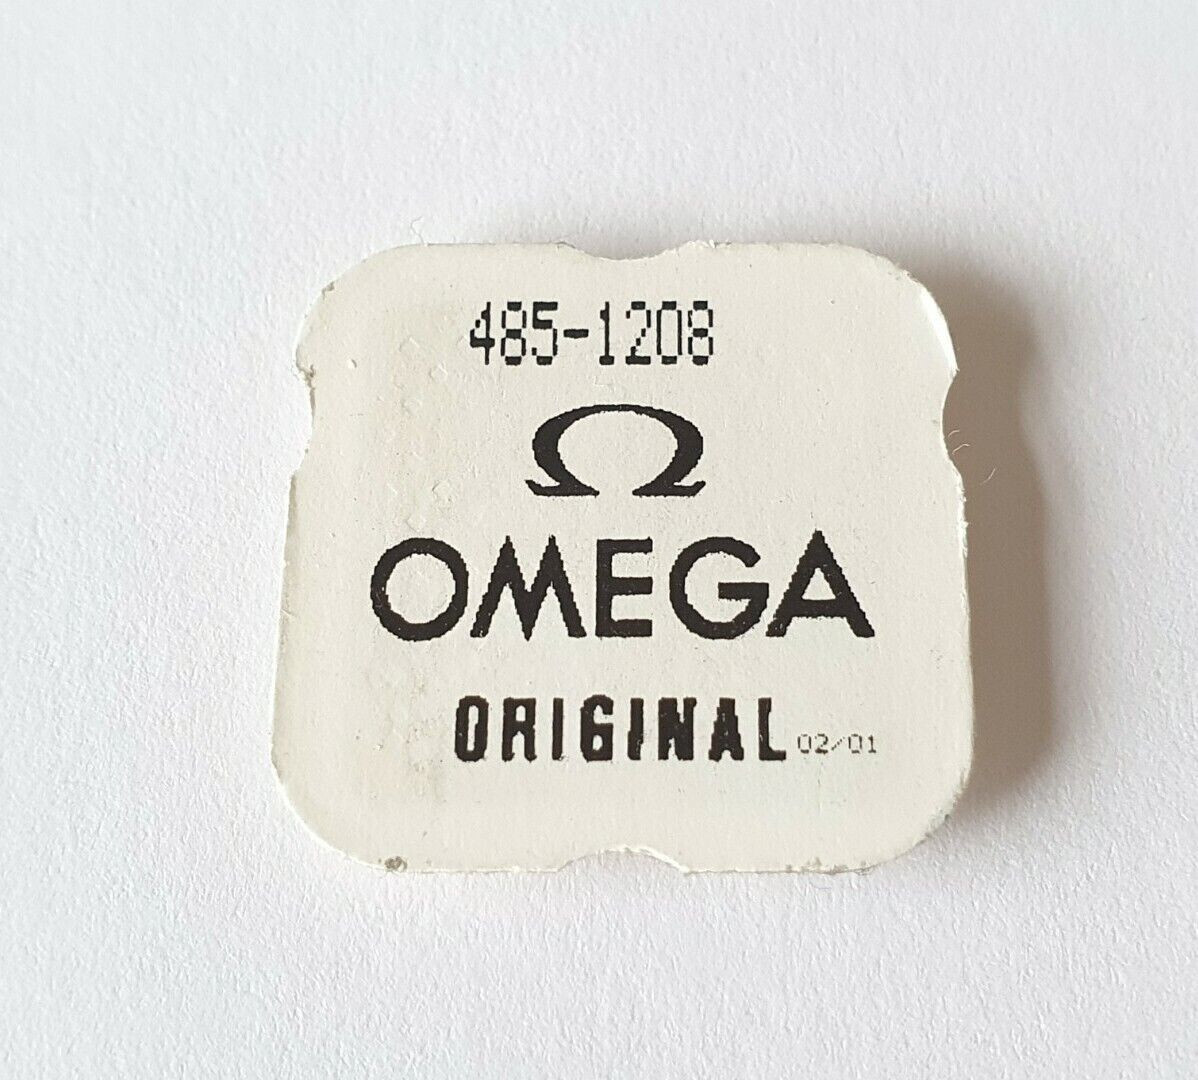 485-1208
Ω
OMEGA
ORIGINAL 02/01